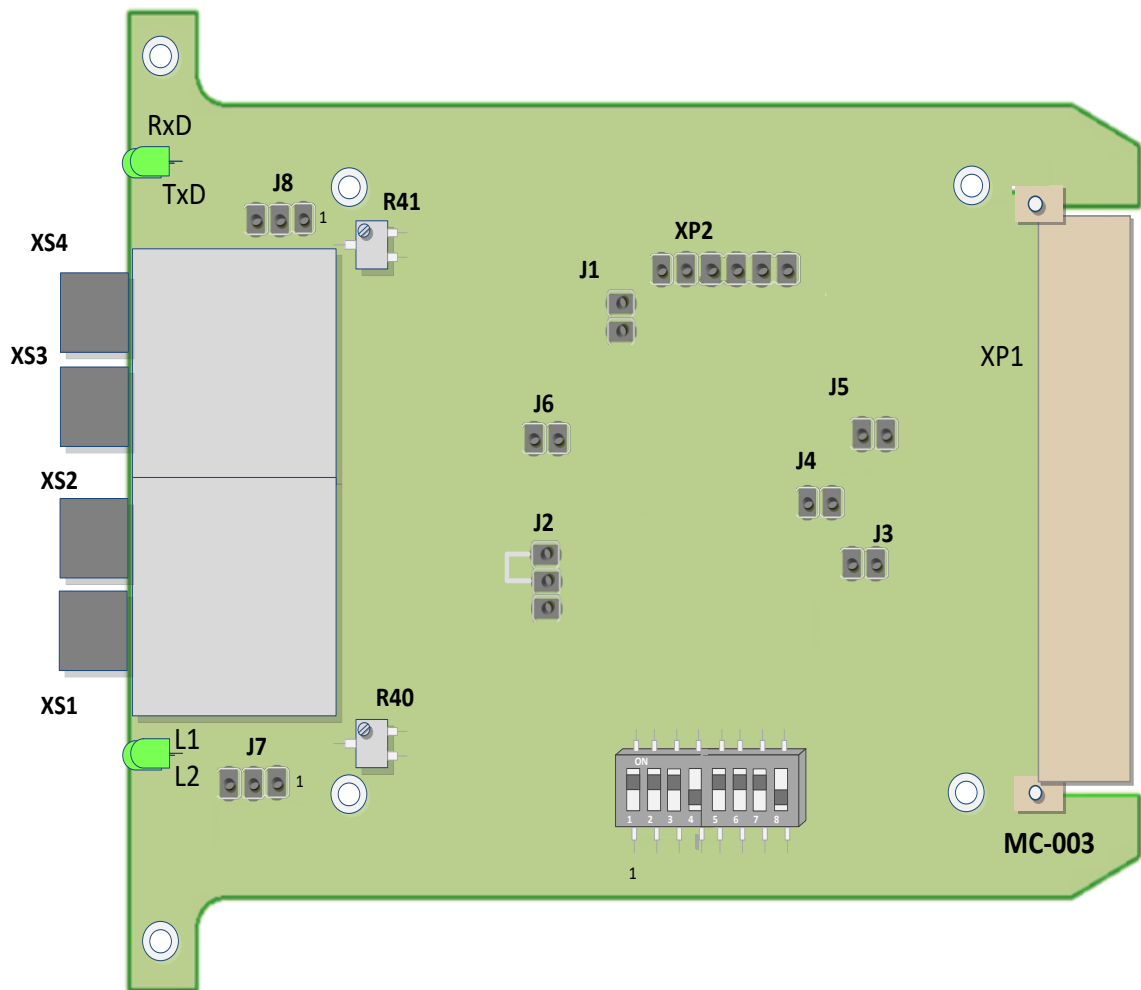 RxD
TxD
J8
1
R41
XS4
XP2
J1
XS3
XP1
J5
J6
J4
XS2
J2
J3
R40
XS1
L1
L2
J7
1
ON
1 2 3 4 5 6 7 8
MC-003
1